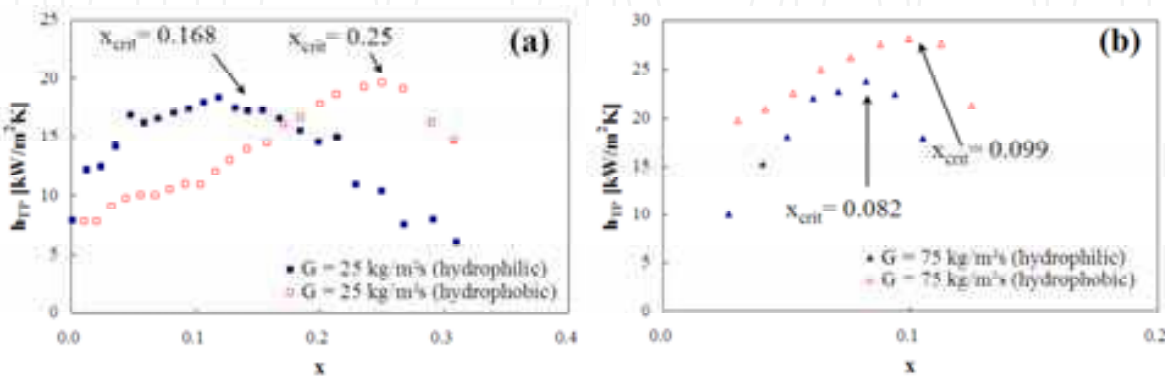 25
20
15
10
5
0
h_TP [kW/m²K]
x_crit = 0.168
x_crit = 0.25
(a)
G = 25 kg/m²s (hydrophilic)
G = 25 kg/m²s (hydrophobic)
0.0
0.1
0.2
0.3
0.4
x
30
25
20
15
10
5
0
h_TP [kW/m²K]
(b)
x_crit = 0.099
x_crit = 0.082
G = 75 kg/m²s (hydrophilic)
G = 75 kg/m²s (hydrophobic)
0.0
0.1
0.2
x